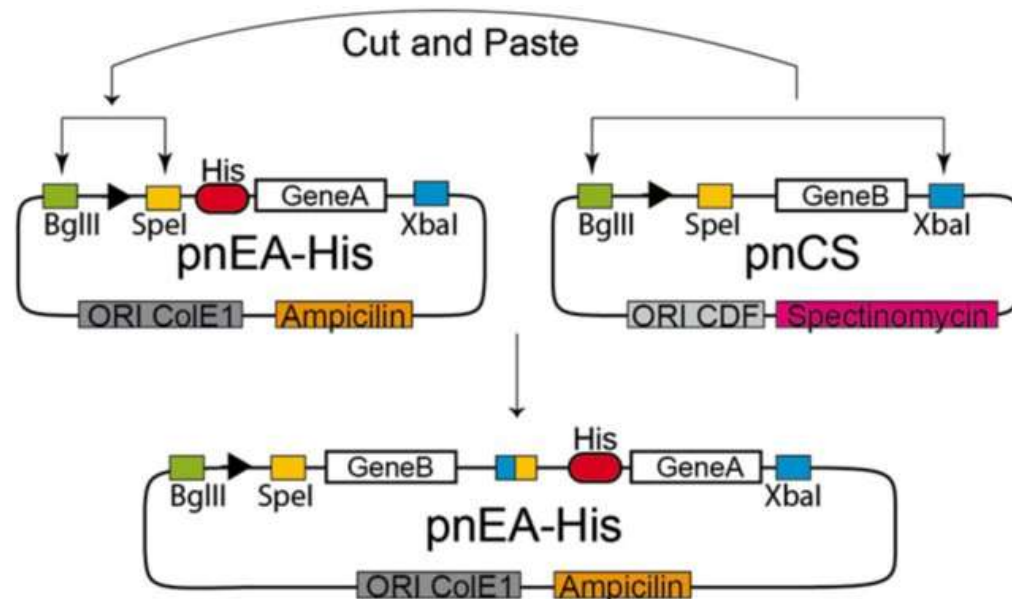 Cut and Paste
His
GeneA
BglII
SpeI
XbaI
pnEA-His
ORI ColE1
Ampicilin
GeneB
BglII
SpeI
XbaI
pnCS
ORI CDF
Spectinomycin
His
GeneB
GeneA
BglII
SpeI
XbaI
pnEA-His
ORI ColE1
Ampicilin